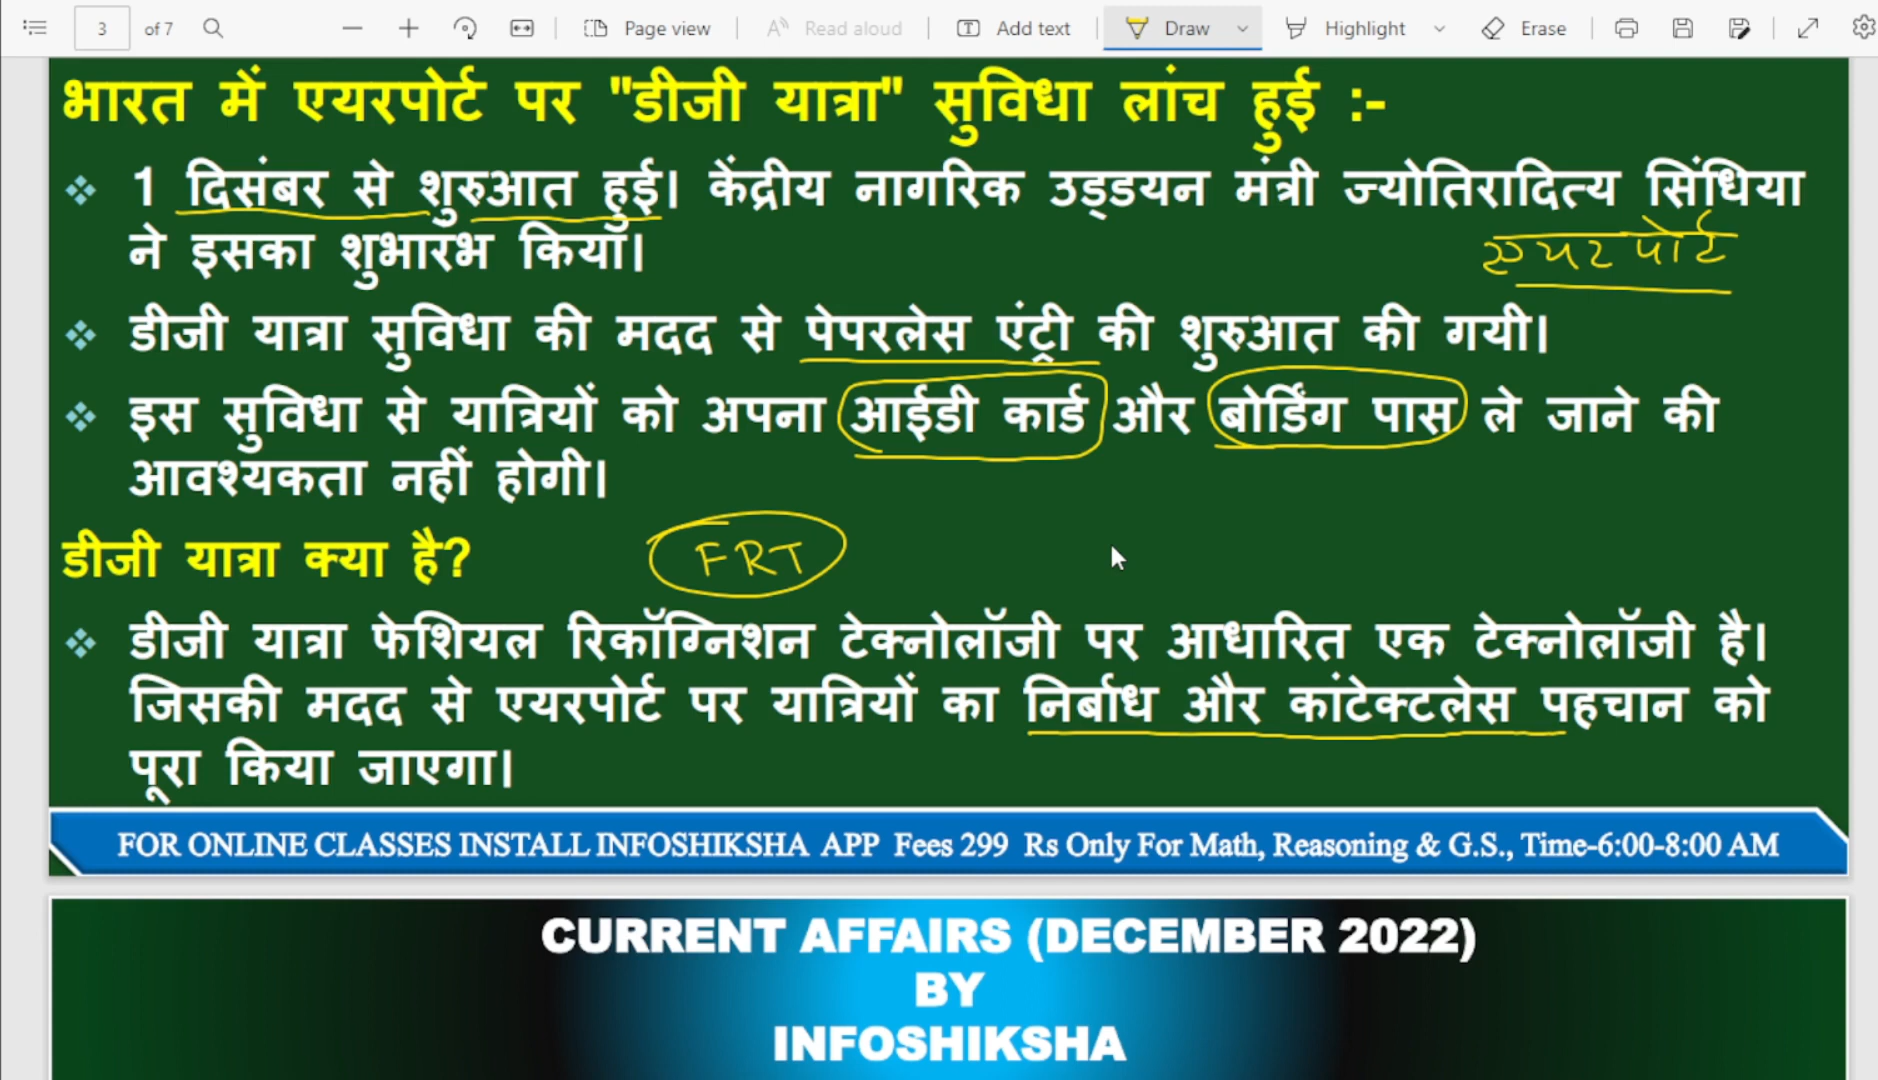 3 of 7 Page view Read aloud Add text Draw Highlight Erase
भारत में एयरपोर्ट पर "डीजी यात्रा" सुविधा लांच हुई :-
❖ 1 दिसंबर से शुरुआत हुई। केंद्रीय नागरिक उड्डयन मंत्री ज्योतिरादित्य सिंधिया
ने इसका शुभारंभ किया।
एयरपोर्ट
❖ डीजी यात्रा सुविधा की मदद से पेपरलेस एंट्री की शुरुआत की गयी।
❖ इस सुविधा से यात्रियों को अपना आईडी कार्ड और बोर्डिंग पास ले जाने की
आवश्यकता नहीं होगी।
डीजी यात्रा क्या है?
FRT
❖ डीजी यात्रा फेशियल रिकॉग्निशन टेक्नोलॉजी पर आधारित एक टेक्नोलॉजी है।
जिसकी मदद से एयरपोर्ट पर यात्रियों का निर्बाध और कांटेक्टलेस पहचान को
पूरा किया जाएगा।
FOR ONLINE CLASSES INSTALL INFOSHIKSHA APP Fees 299 Rs Only For Math, Reasoning & G.S., Time-6:00-8:00 AM
CURRENT AFFAIRS (DECEMBER 2022)
BY
INFOSHIKSHA